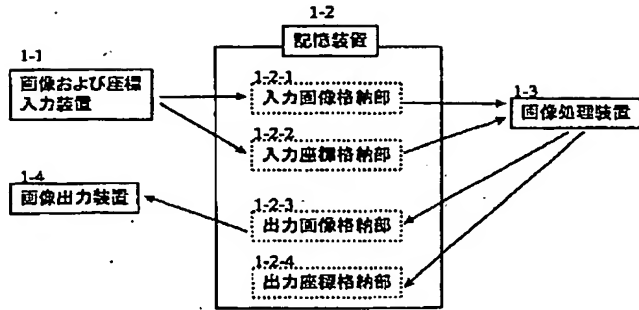 1-2
記憶装置
1-1
画像および座標
入力装置
1-2-1
入力画像格納部
1-3
画像処理装置
1-2-2
入力座標格納部
1-4
画像出力装置
1-2-3
出力画像格納部
1-2-4
出力座標格納部